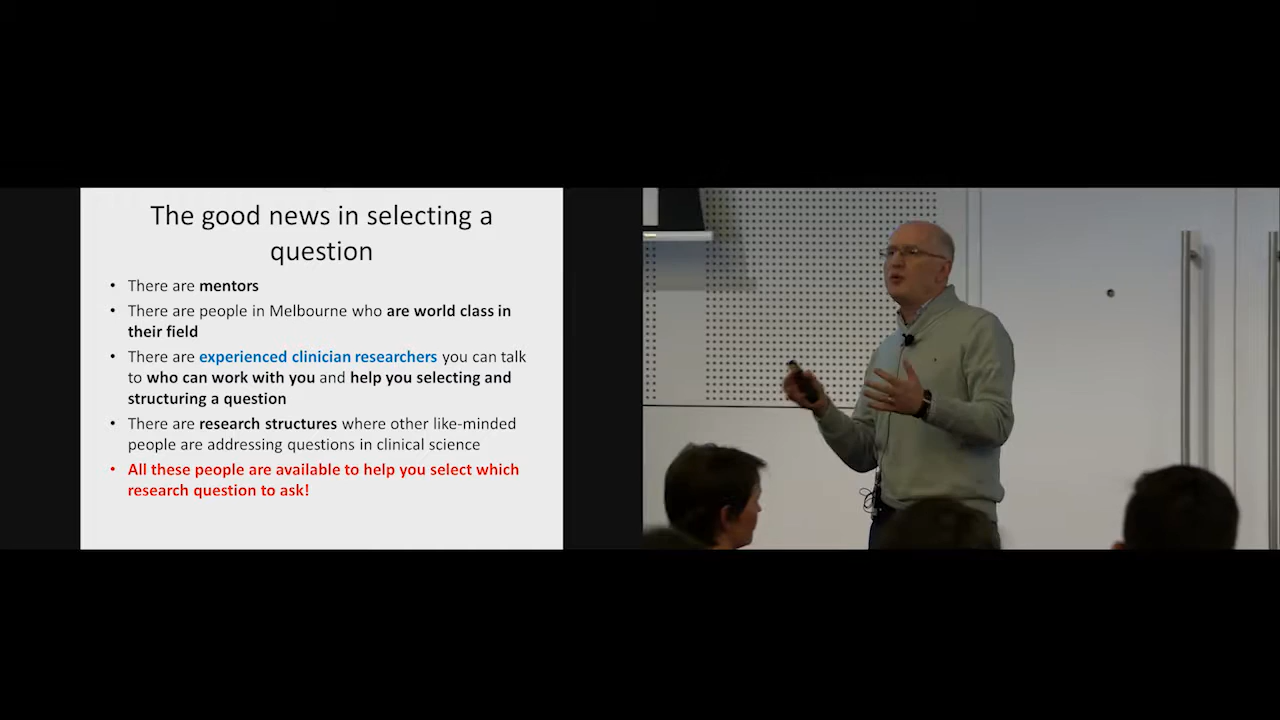 The good news in selecting a
question
• There are mentors
• There are people in Melbourne who are world class in
their field
• There are experienced clinician researchers you can talk
to who can work with you and help you selecting and
structuring a question
• There are research structures where other like-minded
people are addressing questions in clinical science
• All these people are available to help you select which
research question to ask!